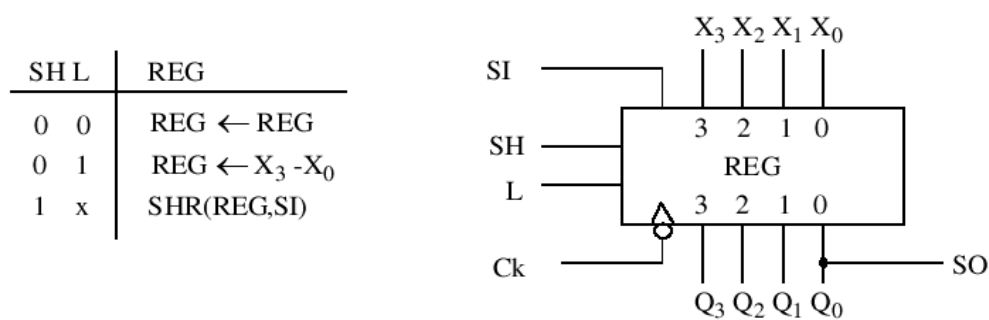 SH L REG
0 0 REG ← REG
0 1 REG ← X₃ -X₀
1 x SHR(REG,SI)
X₃ X₂ X₁ X₀
SI
3 2 1 0
SH
REG
L
3 2 1 0
Ck
SO
Q₃ Q₂ Q₁ Q₀